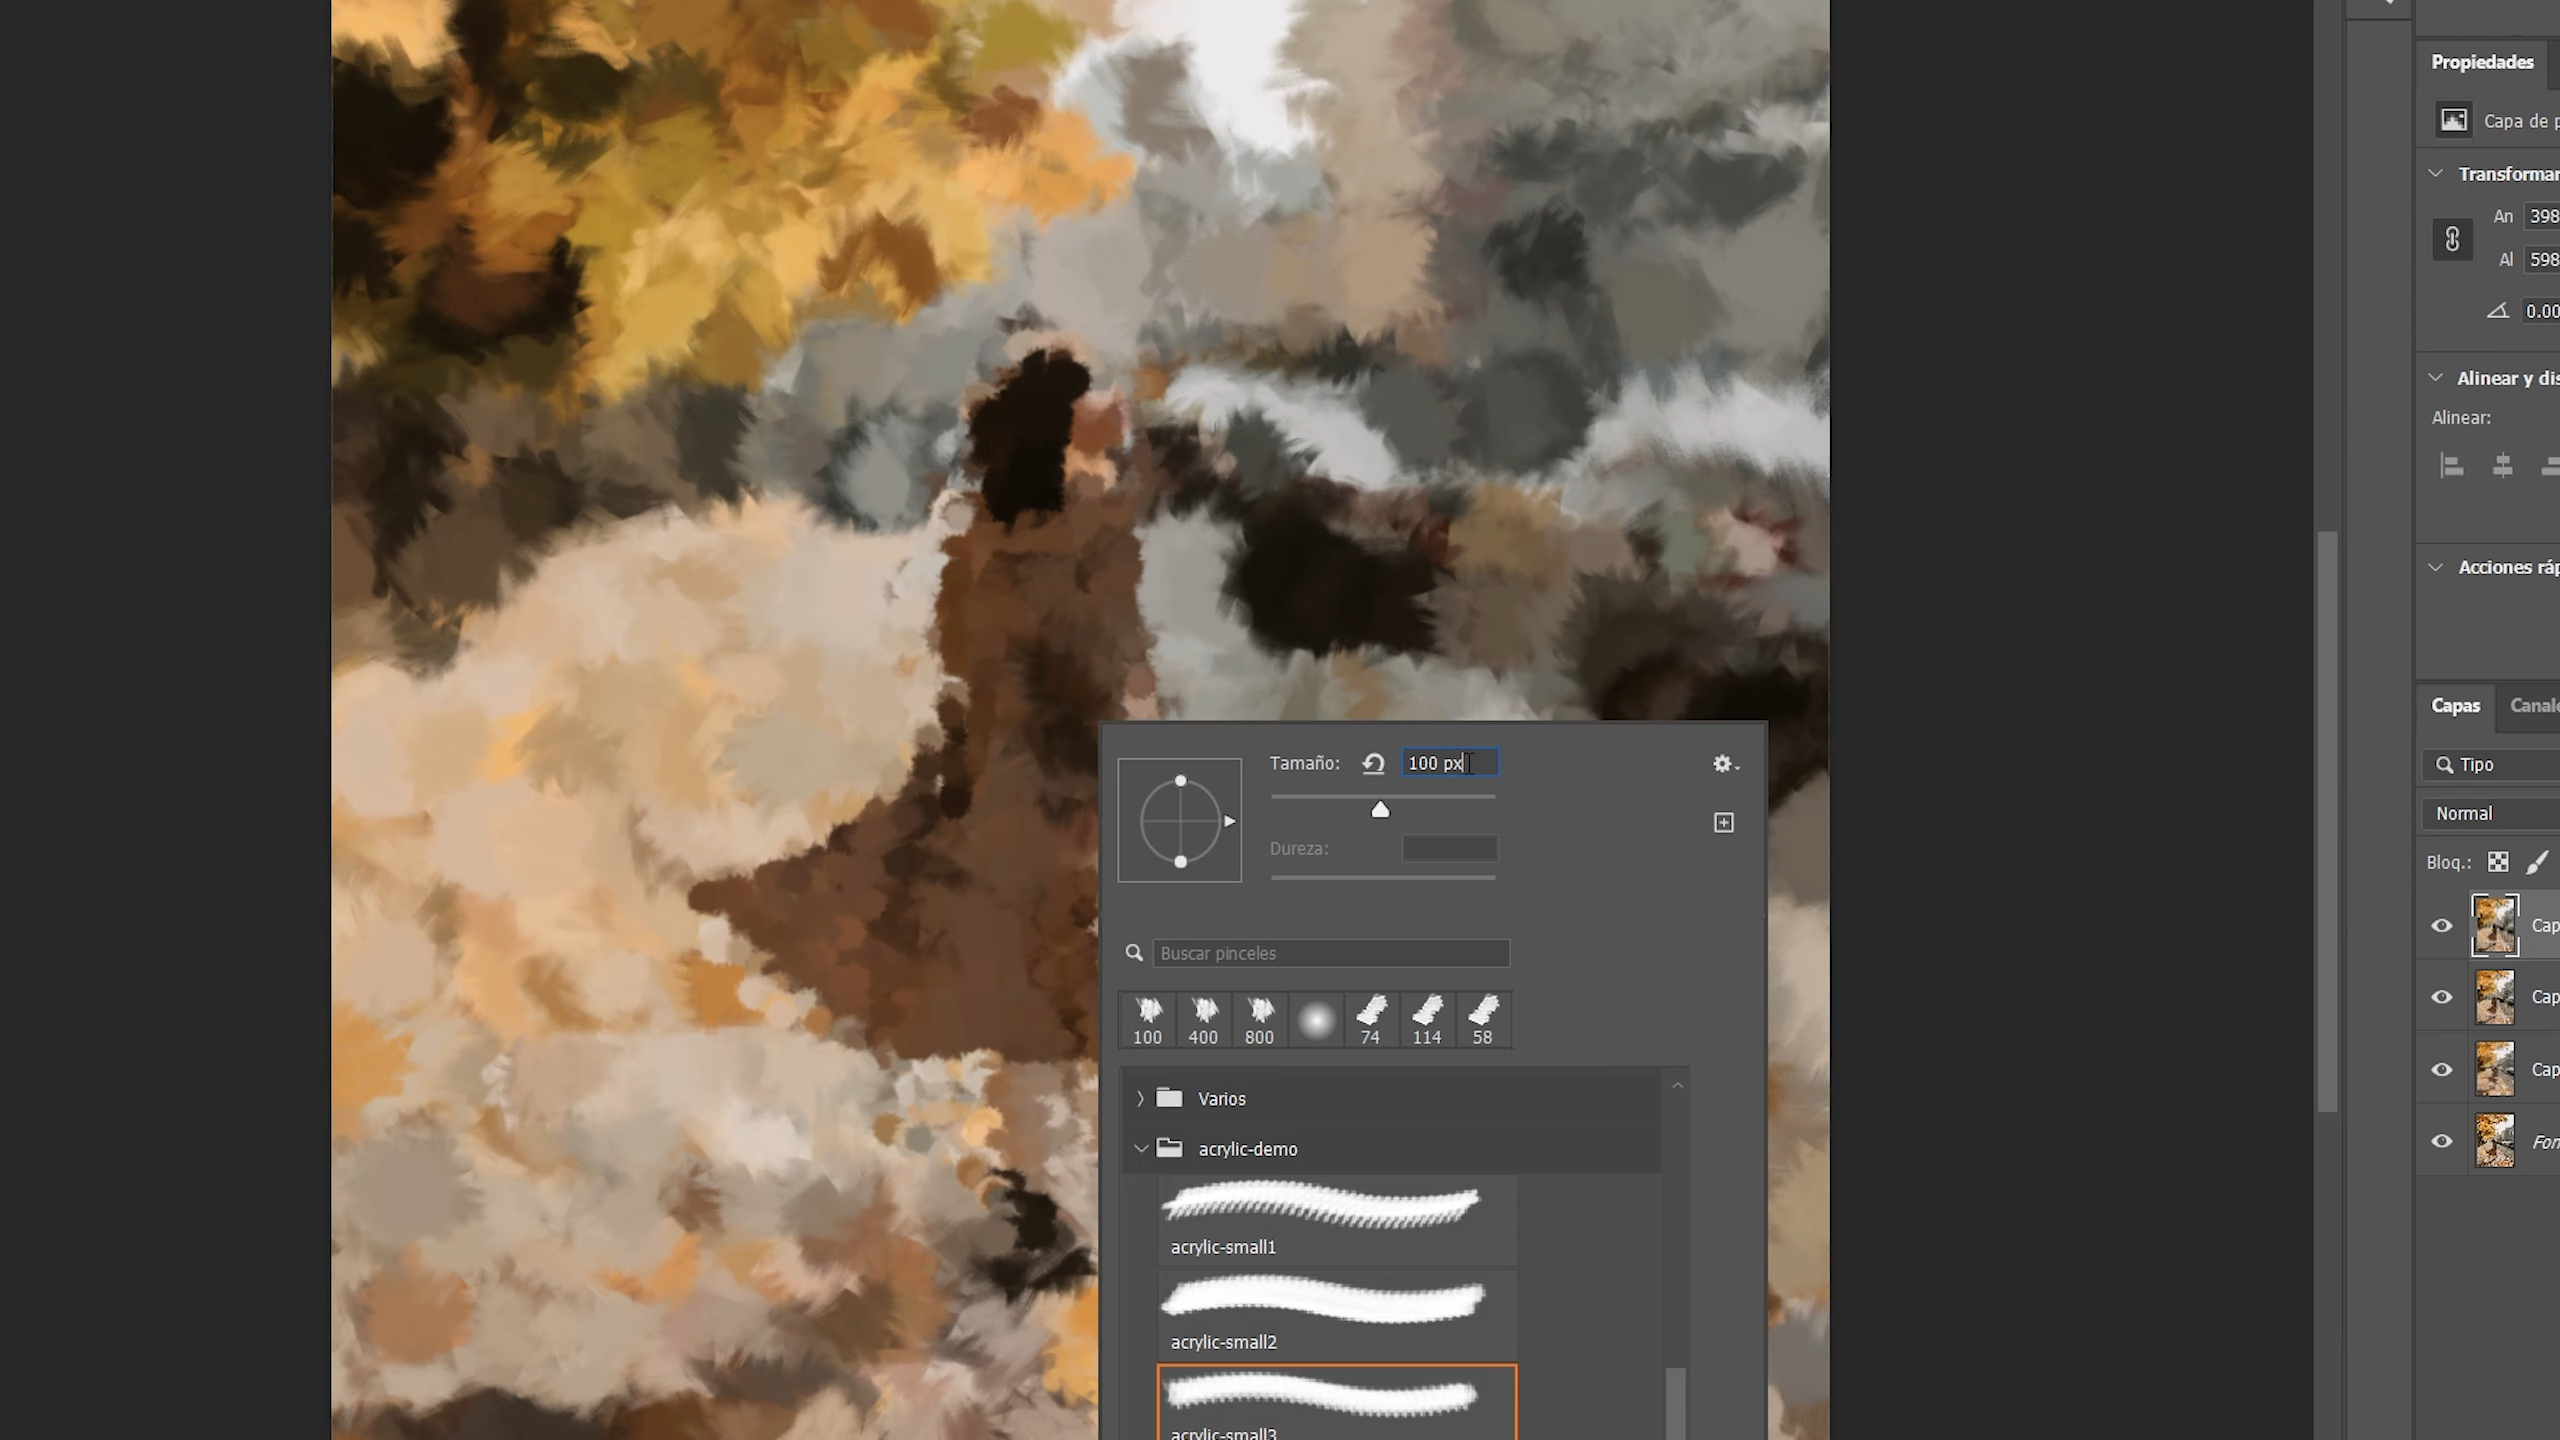 Propiedades
Capa de p
Transformar
An 398
Al 598
0.00
Alinear y dis
Alinear:
Acciones ráp
Capas Canale
Tipo
Normal
Bloq.:
Cap
Cap
Cap
Fon
Tamaño: 100 px
Dureza:
Buscar pinceles
100 400 800 74 114 58
Varios
acrylic-demo
acrylic-small1
acrylic-small2
acrylic-small3